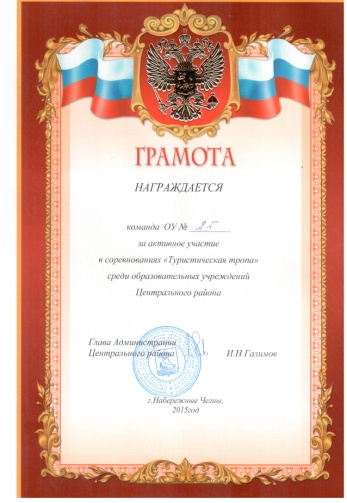 ГРАМОТА
НАГРАЖДАЕТСЯ
команда ОУ № 25
за активное участие
в соревнованиях «Туристическая тропа»
среди образовательных учреждений
Центрального района
Глава Администрации
Центрального района И.Н.Галимов
г.Набережные Челны,
2015год